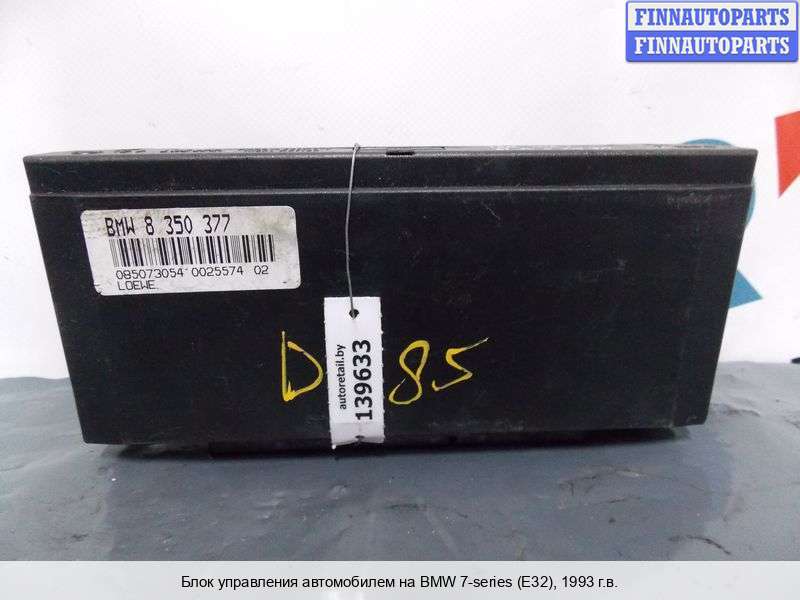 FINNAUTOPARTS
FINNAUTOPARTS
BMW 8 350 377
085073054 0025574 02
LOEWE.
D 85
autoretail.by
139633
Блок управления автомобилем на BMW 7-series (E32), 1993 г.в.